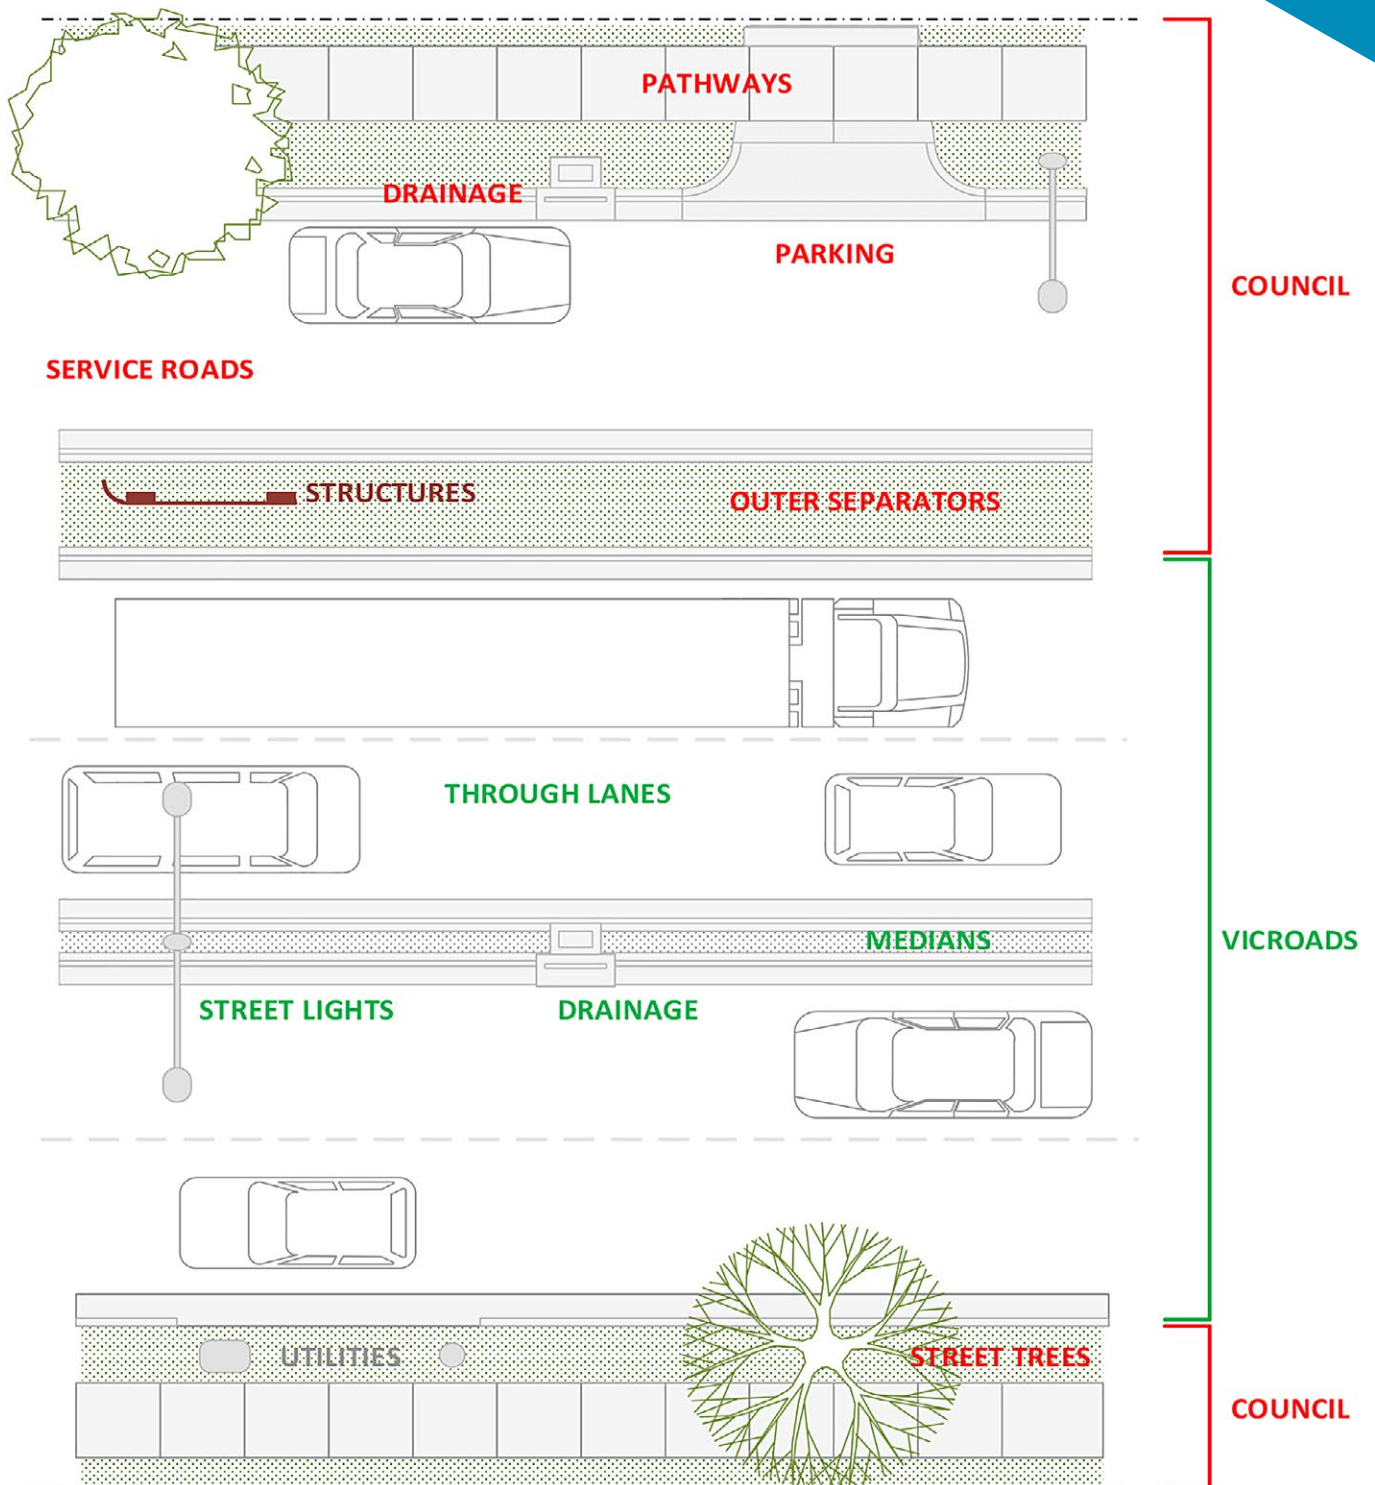 PATHWAYS
DRAINAGE
PARKING
COUNCIL
SERVICE ROADS
STRUCTURES
OUTER SEPARATORS
THROUGH LANES
MEDIANS
VICROADS
STREET LIGHTS
DRAINAGE
UTILITIES
STREET TREES
COUNCIL